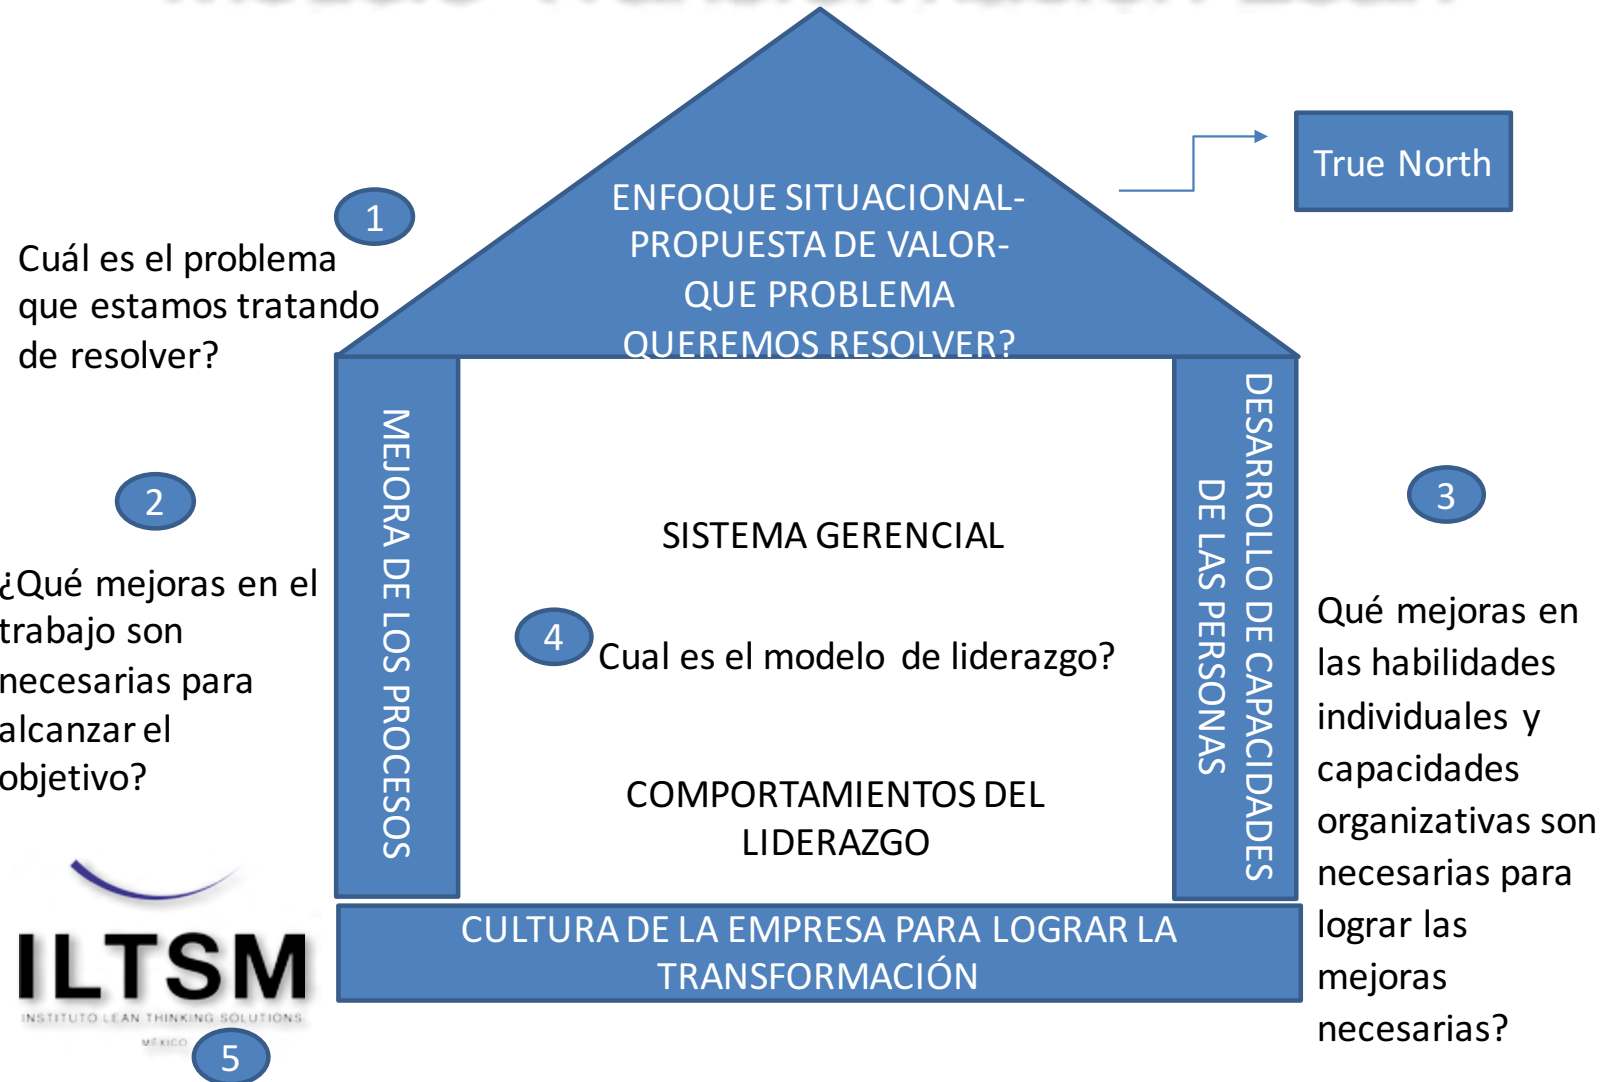 True North
ENFOQUE SITUACIONAL-
PROPUESTA DE VALOR-
QUE PROBLEMA
QUEREMOS RESOLVER?
1
Cuál es el problema
que estamos tratando
de resolver?
2
¿Qué mejoras en el
trabajo son
necesarias para
alcanzar el
objetivo?
MEJORA DE LOS PROCESOS
SISTEMA GERENCIAL
4
Cual es el modelo de liderazgo?
COMPORTAMIENTOS DEL
LIDERAZGO
DESARROLLO DE CAPACIDADES
DE LAS PERSONAS
3
Qué mejoras en
las habilidades
individuales y
capacidades
organizativas son
necesarias para
lograr las
mejoras
necesarias?
CULTURA DE LA EMPRESA PARA LOGRAR LA
TRANSFORMACIÓN
ILTSM
INSTITUTO LEAN THINKING SOLUTIONS
MÉXICO
5